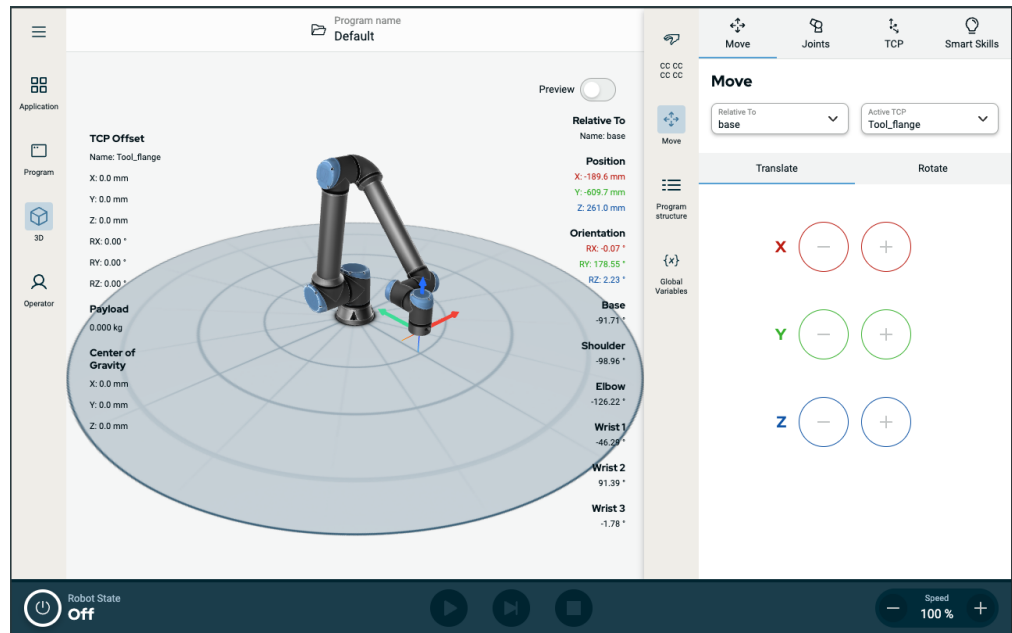 Program name
Default
Application
Program
3D
Operator
Preview
TCP Offset
Name: Tool_flange
X: 0.0 mm
Y: 0.0 mm
Z: 0.0 mm
RX: 0.00 °
RY: 0.00 °
RZ: 0.00 °
Payload
0.000 kg
Center of
Gravity
X: 0.0 mm
Y: 0.0 mm
Z: 0.0 mm
Relative To
Name: base
Position
X: -189.6 mm
Y: -609.7 mm
Z: 261.0 mm
Orientation
RX: -0.07 °
RY: 178.55 °
RZ: 2.23 °
Base
-91.71 °
Shoulder
-98.96 °
Elbow
-126.22 °
Wrist 1
-46.29 °
Wrist 2
91.39 °
Wrist 3
-1.78 °
CC CC
CC CC
Move
Program
structure
{x}
Global
Variables
Move
Joints
TCP
Smart Skills
Move
Relative To
base
Active TCP
Tool_flange
Translate
Rotate
X − +
Y − +
Z − +
Robot State
Off
Speed
− 100 % +